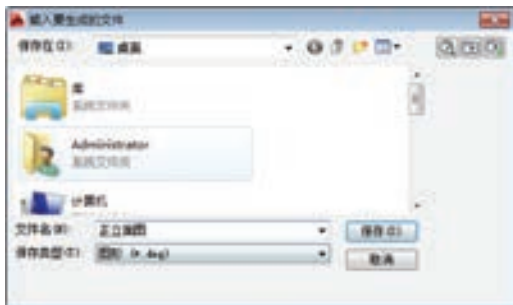 输入要生成的文件
保存在(I): 桌面
库
系统文件夹
Administrator
系统文件夹
计算机
文件名(N): 正立面图 保存(S)
保存类型(T): 图形 (*.dwg) 取消